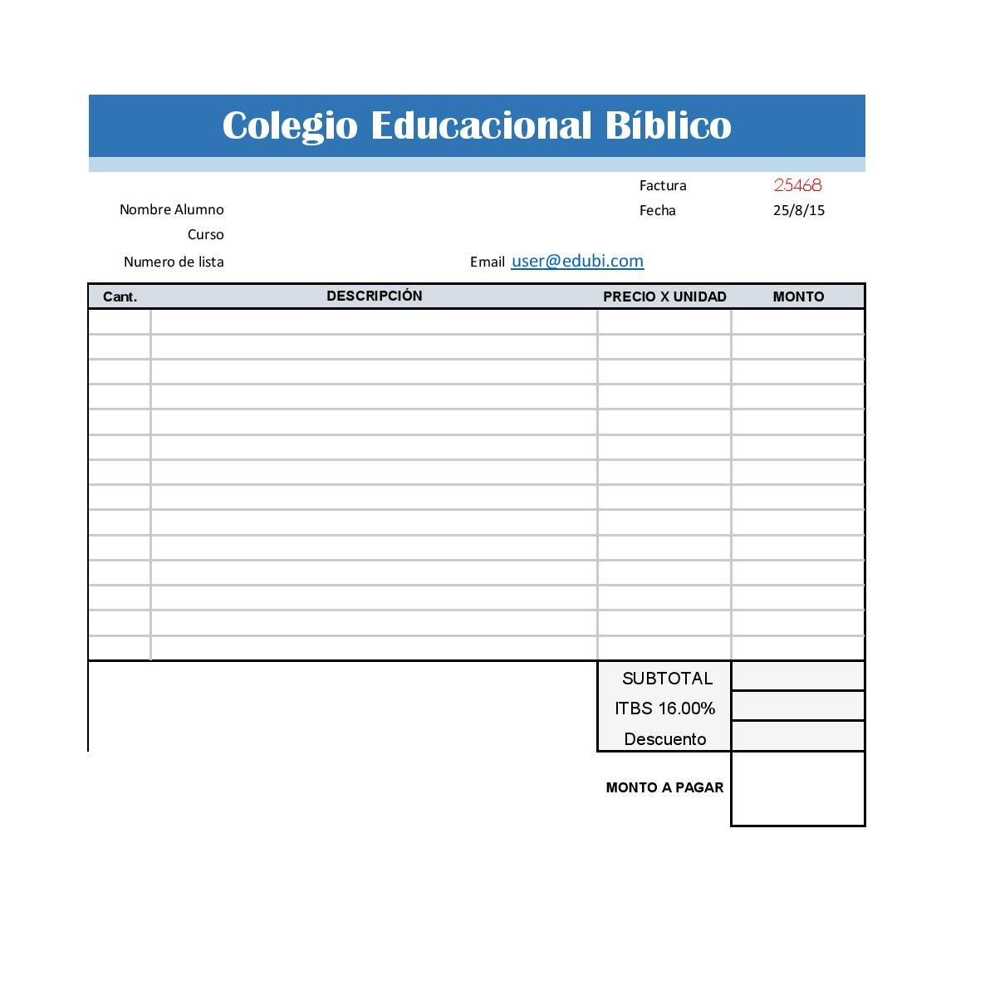 Colegio Educacional Bíblico
Factura 25468
Nombre Alumno
Fecha 25/8/15
Curso
Numero de lista
Email user@edubi.com
Cant. DESCRIPCIÓN PRECIO X UNIDAD MONTO
SUBTOTAL
ITBS 16.00%
Descuento
MONTO A PAGAR